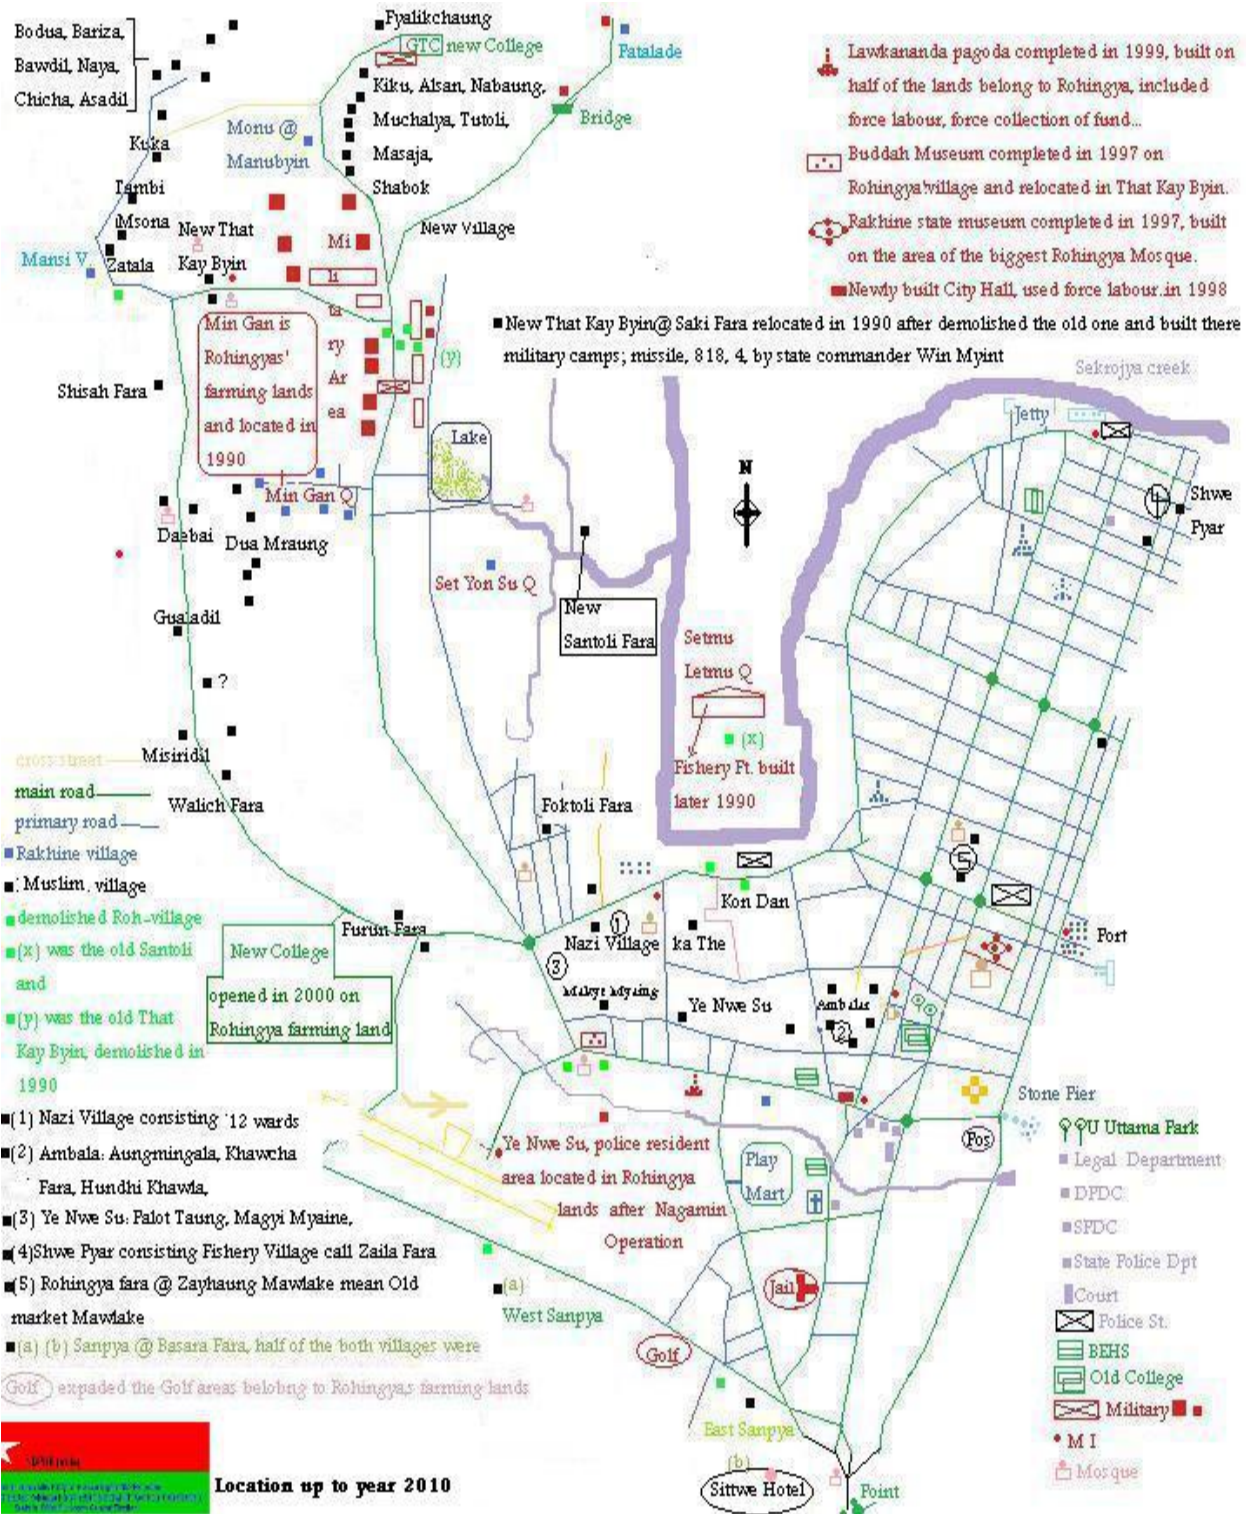 Bodua, Bariza,
Bawdil, Naya,
Chicha, Asadil
Fyalikchaung
GTC new College
Patalade
Kiku, Alsan, Nabaung,
Muchalya, Tutoli,
Masaja,
Shabok
Bridge
Monu @
Manubyin
Kuka
Tambi
Msona
Zatala
Mansi V.
New That
Kay Byin
New Village
Mi
li
ta
ry
Ar
ea
(y)
Lawkananda pagoda completed in 1999, built on
half of the lands belong to Rohingya, included
force labour, force collection of fund...
Buddah Museum completed in 1997 on
Rohingya'village and relocated in That Kay Byin.
Rakhine state museum completed in 1997, built
on the area of the biggest Rohingya Mosque.
Newly built City Hall, used force labour.in 1998
New That Kay Byin@ Saki Fara relocated in 1990 after demolished the old one and built there
military camps; missile, 818, 4, by state commander Win Myint
Min Gan is
Rohingyas'
farming lands
and located in
1990
Shisah Fara
Sekrojya creek
Jetty
Lake
N
4
Shwe
Pyar
Min Gan Q
Daebai
Dua Mraung
Set Yon Su Q
New
Santoli Fara
Gualadil
?
Setmu
Letmu Q
(x)
Fishery Ft. built
later 1990
Misiridil
Walich Fara
Foktoli Fara
cross street
main road
primary road
Rakhine village
: Muslim. village
demolished Roh-village
(x) was the old Santoli
and
(y) was the old That
Kay Byin, demolished in
1990
5
Kon Dan
Furun Fara
1
Nazi Village
ka The
Port
New College
opened in 2000 on
Rohingya farming land
3
Ye Nwe Su
2
Stone Pier
Pos
(1) Nazi Village consisting '12 wards
(2) Ambala: Aungmingala, Khawcha
Fara, Hundhi Khawla,
(3) Ye Nwe Su: Palot Taung, Magyi Myaine,
(4)Shwe Pyar consisting Fishery Village call Zaila Fara
(5) Rohingya fara @ Zayhaung Mawlake mean Old
market Mawlake
(a) (b) Sanpya @ Basara Fara, half of the both villages were
Golf expaded the Golf areas belobng to Rohingya,s farming lands
Ye Nwe Su, police resident
area located in Rohingya
lands after Nagamin
Operation
Play
Mart
(a)
West Sanpya
Jail
Golf
East Sanpya
(b)
Sittwe Hotel
Point
U Uttama Park
Legal Department
DPDC
SPDC
State Police Dpt
Court
Police St.
BEHS
Old College
Military
M I
Mosque
Location up to year 2010